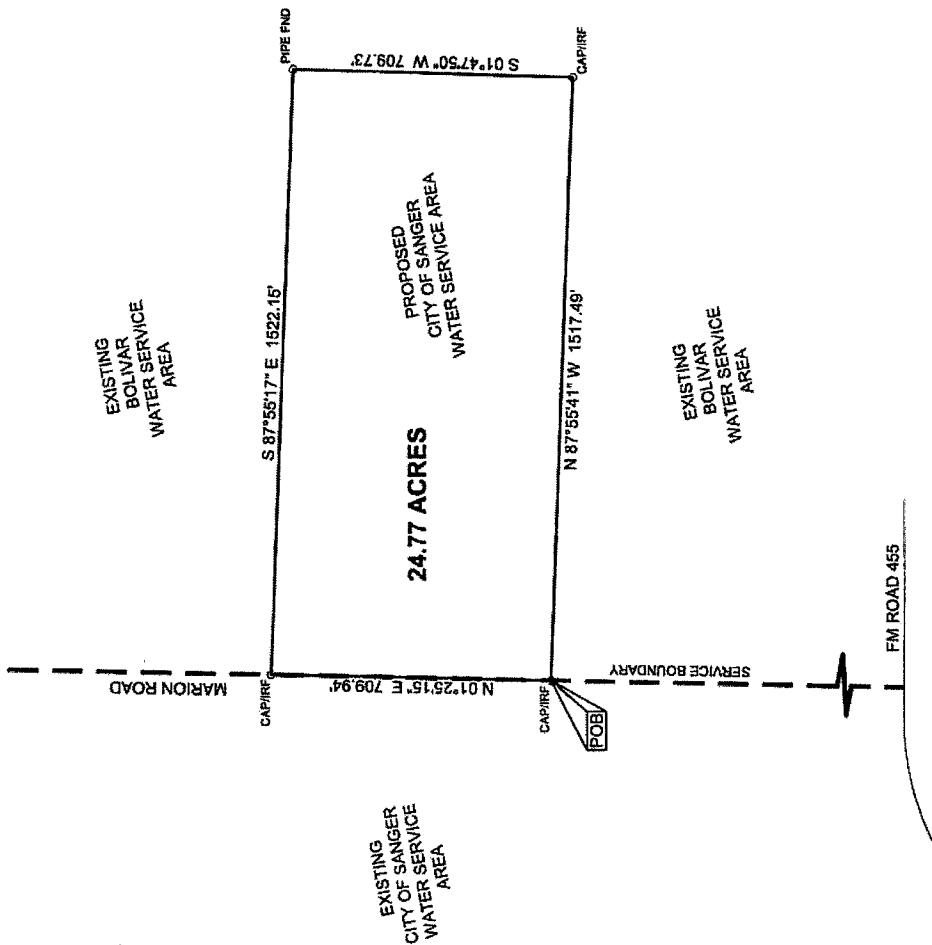 PIPE FND
EXISTING
BOLIVAR
WATER SERVICE
AREA
S 87°55'17" E 1522.15'
S 01°47'50" W 709.73'
MARION ROAD
CAP/IRF
N 01°25'15" E 709.94'
24.77 ACRES
PROPOSED
CITY OF SANGER
WATER SERVICE AREA
CAP/IRF
N 87°55'41" W 1517.49'
CAP/IRF
POB
SERVICE BOUNDARY
EXISTING
BOLIVAR
WATER SERVICE
AREA
EXISTING
CITY OF SANGER
WATER SERVICE
AREA
FM ROAD 455